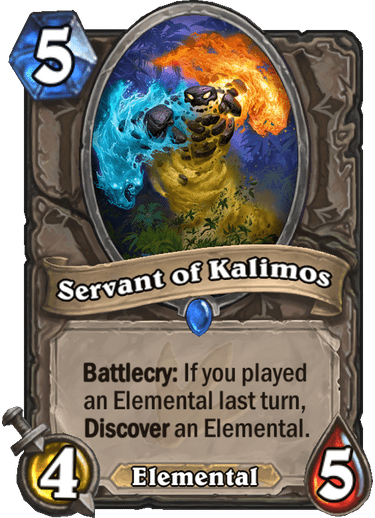 5
Servant of Kalimos
Battlecry: If you played
an Elemental last turn,
Discover an Elemental.
4
Elemental
5